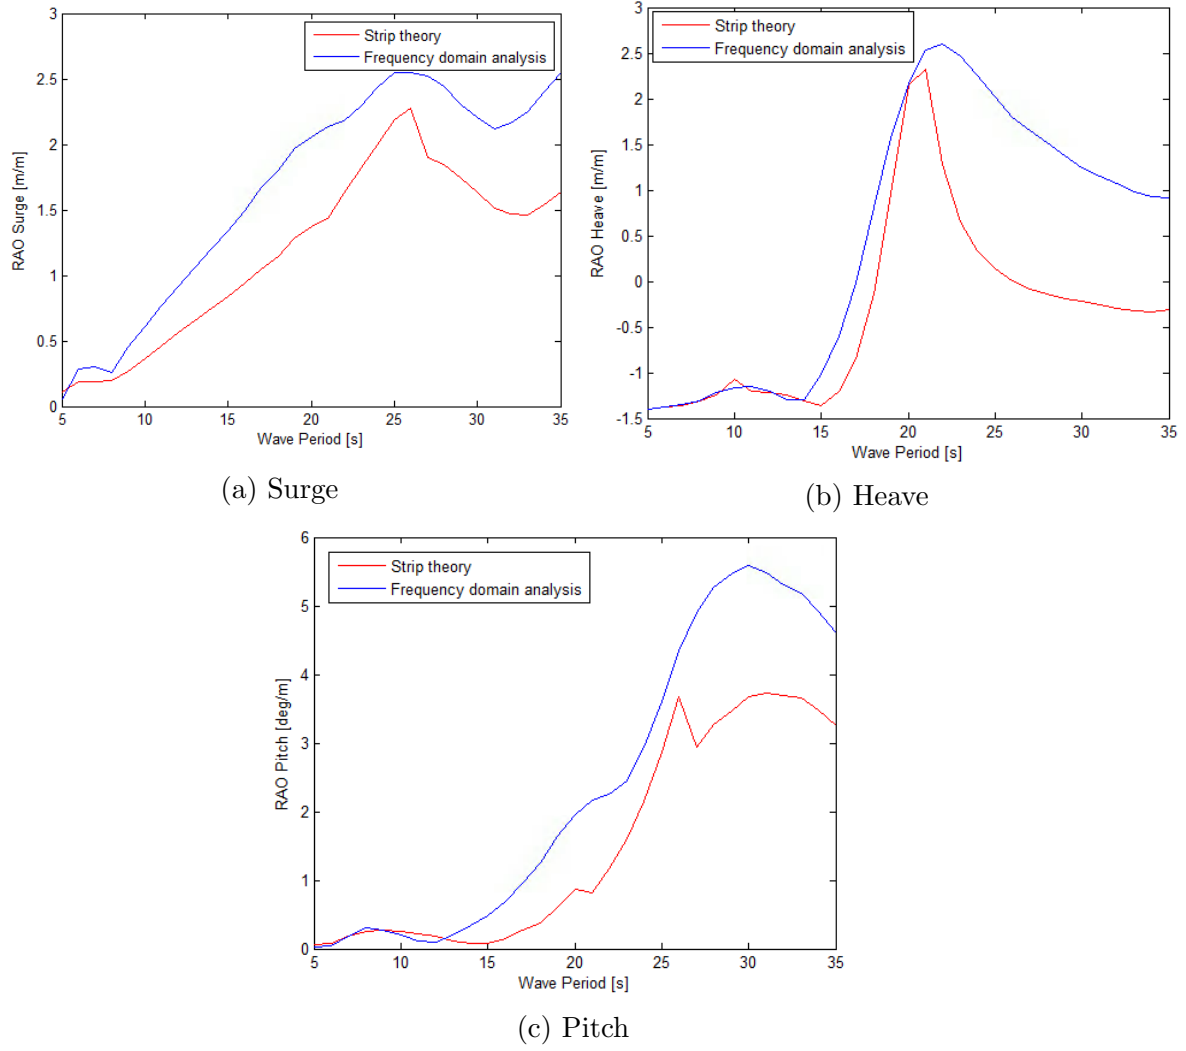 3
2.5
2
1.5
1
0.5
0
RAO Surge [m/m]
Strip theory
Frequency domain analysis
5 10 15 20 25 30 35
Wave Period [s]
(a) Surge
3
2.5
2
1.5
1
0.5
0
-0.5
-1
-1.5
RAO Heave [m/m]
Strip theory
Frequency domain analysis
5 10 15 20 25 30 35
Wave Period [s]
(b) Heave
6
5
4
3
2
1
0
RAO Pitch [deg/m]
Strip theory
Frequency domain analysis
5 10 15 20 25 30 35
Wave Period [s]
(c) Pitch